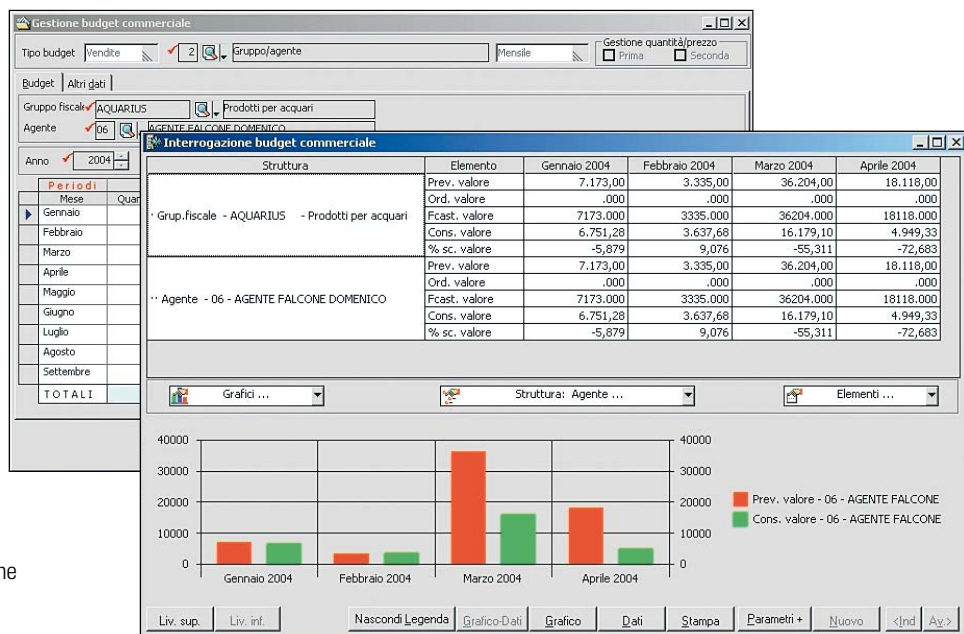 Gestione budget commerciale
Tipo budget Vendite 2 Gruppo/agente Mensile Gestione quantità/prezzo
Prima Seconda
Budget Altri dati
Gruppo fiscale AQUARIUS Prodotti per acquari
Agente 06 AGENTE FALCONE DOMENICO
Anno 2004
Periodi
Mese
Gennaio
Febbraio
Marzo
Aprile
Maggio
Giugno
Luglio
Agosto
Settembre
TOTALI
Interrogazione budget commerciale
Struttura Elemento Gennaio 2004 Febbraio 2004 Marzo 2004 Aprile 2004
Grup.fiscale - AQUARIUS - Prodotti per acquari
Prev. valore 7.173,00 3.335,00 36.204,00 18.118,00
Ord. valore .000 .000 .000 .000
Fcast. valore 7173.000 3335.000 36204.000 18118.000
Cons. valore 6.751,28 3.637,68 16.179,10 4.949,33
% sc. valore -5,879 9,076 -55,311 -72,683
Agente - 06 - AGENTE FALCONE DOMENICO
Prev. valore 7.173,00 3.335,00 36.204,00 18.118,00
Ord. valore .000 .000 .000 .000
Fcast. valore 7173.000 3335.000 36204.000 18118.000
Cons. valore 6.751,28 3.637,68 16.179,10 4.949,33
% sc. valore -5,879 9,076 -55,311 -72,683
Grafici ... Struttura: Agente ... Elementi ...
40000 40000
30000 30000
20000 20000
10000 10000
0 0
Gennaio 2004 Febbraio 2004 Marzo 2004 Aprile 2004
Prev. valore - 06 - AGENTE FALCONE
Cons. valore - 06 - AGENTE FALCONE
Liv. sup. Liv. inf. Nascondi Legenda Grafico-Dati Grafico Dati Stampa Parametri + Nuovo <Ind Av.>